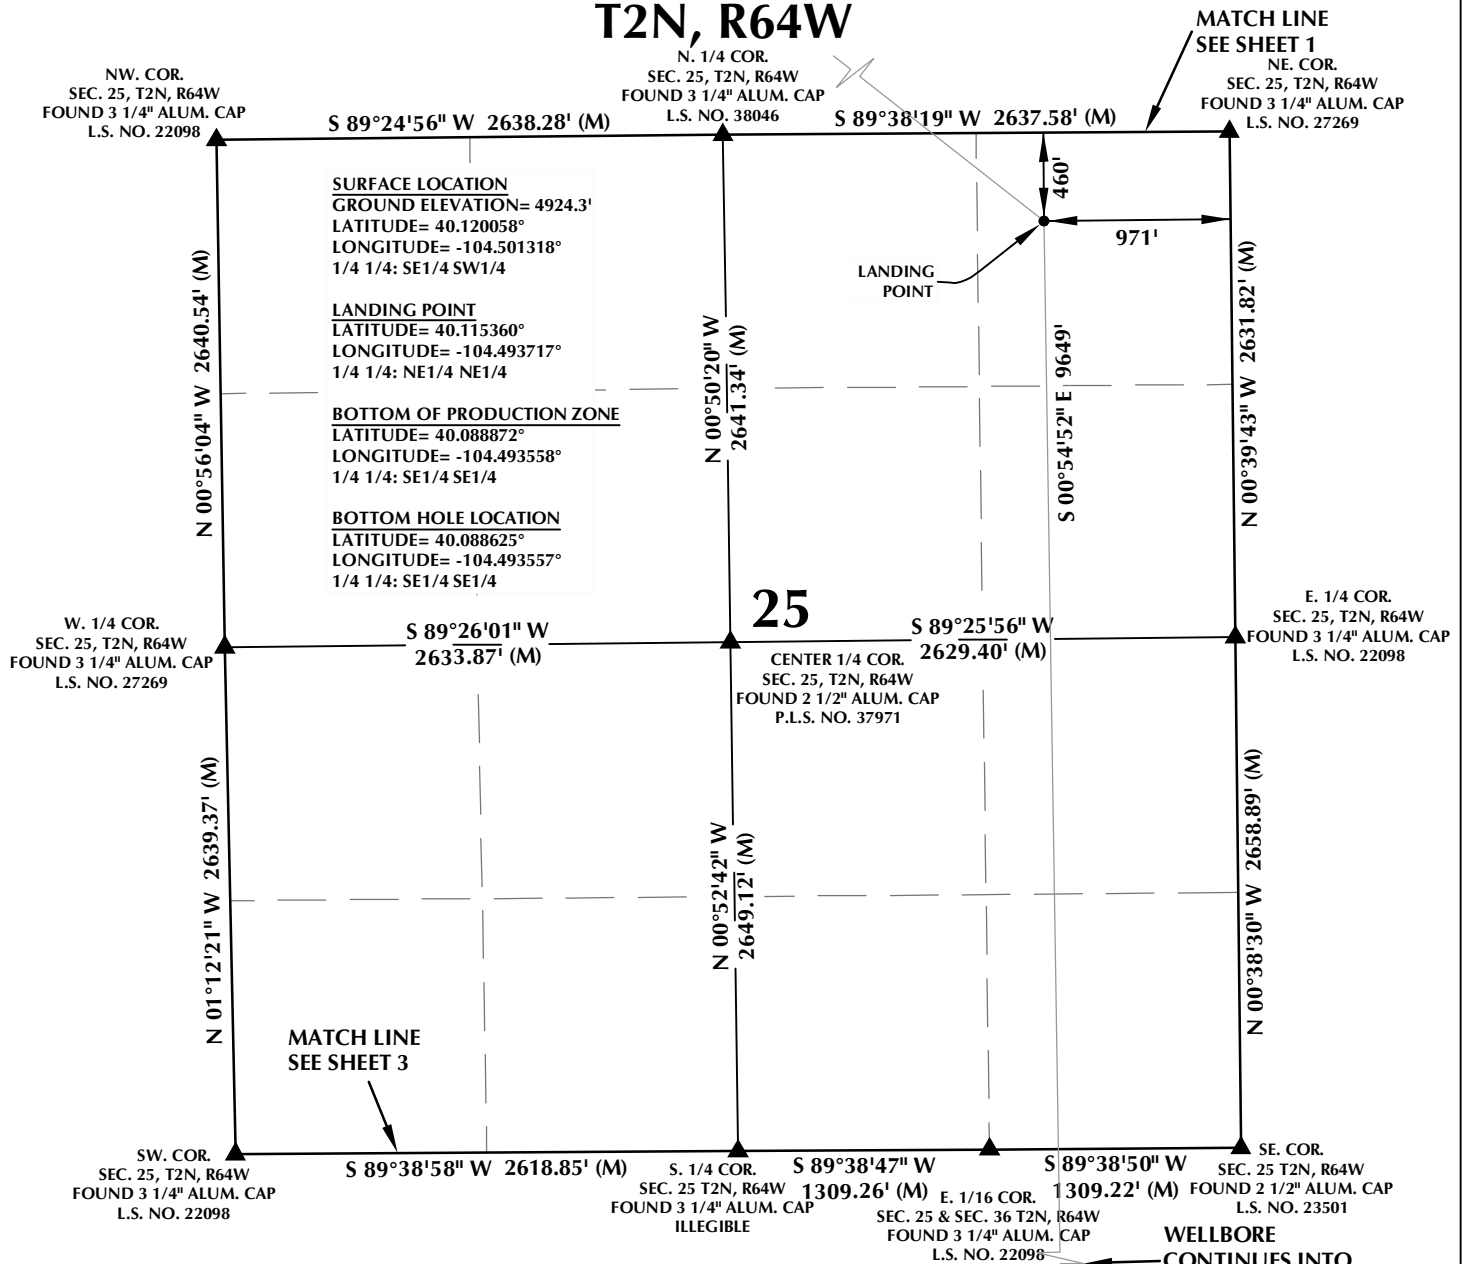 T2N, R64W
MATCH LINE
SEE SHEET 1
NW. COR.
SEC. 25, T2N, R64W
FOUND 3 1/4" ALUM. CAP
L.S. NO. 22098
N. 1/4 COR.
SEC. 25, T2N, R64W
FOUND 3 1/4" ALUM. CAP
L.S. NO. 38046
NE. COR.
SEC. 25, T2N, R64W
FOUND 3 1/4" ALUM. CAP
L.S. NO. 27269
S 89°24'56" W 2638.28' (M)
S 89°38'19" W 2637.58' (M)
460'
971'
LANDING
POINT
SURFACE LOCATION
GROUND ELEVATION= 4924.3'
LATITUDE= 40.120058°
LONGITUDE= -104.501318°
1/4 1/4: SE1/4 SW1/4
LANDING POINT
LATITUDE= 40.115360°
LONGITUDE= -104.493717°
1/4 1/4: NE1/4 NE1/4
BOTTOM OF PRODUCTION ZONE
LATITUDE= 40.088872°
LONGITUDE= -104.493558°
1/4 1/4: SE1/4 SE1/4
BOTTOM HOLE LOCATION
LATITUDE= 40.088625°
LONGITUDE= -104.493557°
1/4 1/4: SE1/4 SE1/4
N 00°56'04" W 2640.54' (M)
N 00°50'20" W
2641.34' (M)
S 00°54'52" E 9649'
N 00°39'43" W 2631.82' (M)
25
W. 1/4 COR.
SEC. 25, T2N, R64W
FOUND 3 1/4" ALUM. CAP
L.S. NO. 27269
S 89°26'01" W
2633.87' (M)
S 89°25'56" W
2629.40' (M)
CENTER 1/4 COR.
SEC. 25, T2N, R64W
FOUND 2 1/2" ALUM. CAP
P.L.S. NO. 37971
E. 1/4 COR.
SEC. 25, T2N, R64W
FOUND 3 1/4" ALUM. CAP
L.S. NO. 22098
N 01°12'21" W 2639.37' (M)
N 00°52'42" W
2649.12' (M)
N 00°38'30" W 2658.89' (M)
MATCH LINE
SEE SHEET 3
SW. COR.
SEC. 25, T2N, R64W
FOUND 3 1/4" ALUM. CAP
L.S. NO. 22098
S 89°38'58" W 2618.85' (M)
S. 1/4 COR.
SEC. 25 T2N, R64W
FOUND 3 1/4" ALUM. CAP
ILLEGIBLE
S 89°38'47" W
1309.26' (M)
E. 1/16 COR.
SEC. 25 & SEC. 36 T2N, R64W
FOUND 3 1/4" ALUM. CAP
L.S. NO. 22098
S 89°38'50" W
1309.22' (M)
SE. COR.
SEC. 25 T2N, R64W
FOUND 2 1/2" ALUM. CAP
L.S. NO. 23501
WELLBORE
CONTINUES INTO